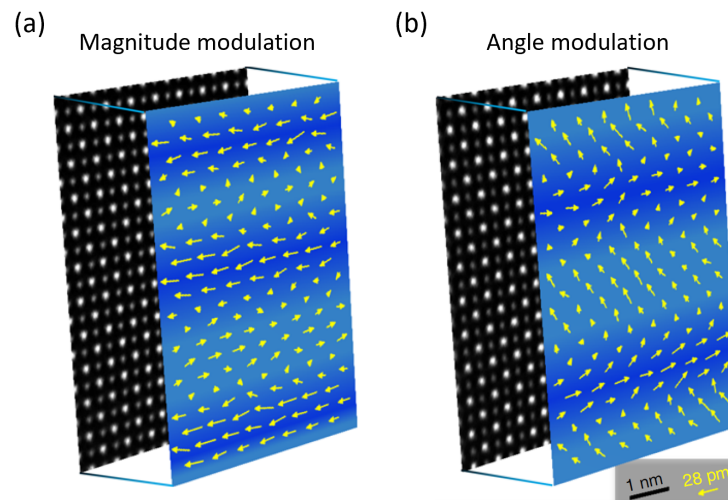 (a)
Magnitude modulation
(b)
Angle modulation
1 nm
28 pm